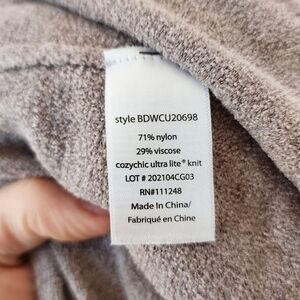 style BDWCU20698
71% nylon
29% viscose
cozychic ultra lite® knit
LOT # 202104CG03
RN#111248
Made In China/
Fabriqué en Chine